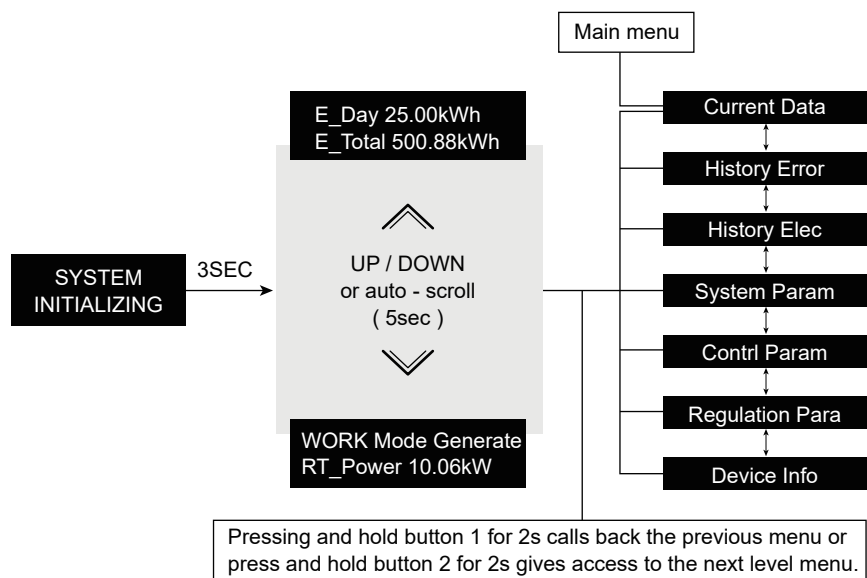 Main menu
E_Day 25.00kWh
E_Total 500.88kWh
SYSTEM
INITIALIZING
3SEC
UP / DOWN
or auto - scroll
( 5sec )
WORK Mode Generate
RT_Power 10.06kW
Current Data
History Error
History Elec
System Param
Contrl Param
Regulation Para
Device Info
Pressing and hold button 1 for 2s calls back the previous menu or
press and hold button 2 for 2s gives access to the next level menu.